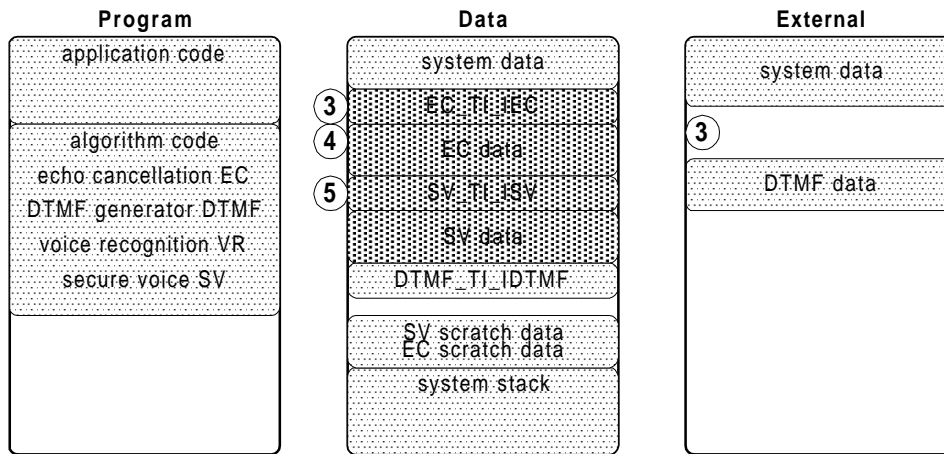 Program
application code
algorithm code
echo cancellation EC
DTMF generator DTMF
voice recognition VR
secure voice SV
Data
system data
3
EC_TI_IEC
4
EC data
5
SV_TI_ISV
SV data
DTMF_TI_IDTMF
SV scratch data
EC scratch data
system stack
External
system data
3
DTMF data